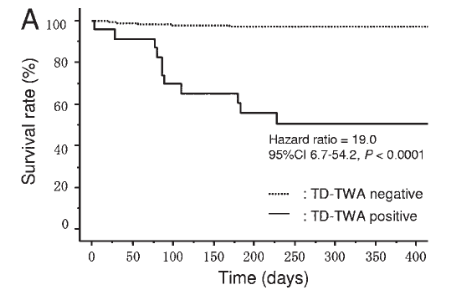 A
100
80
60
40
20
0
Survival rate (%)
Hazard ratio = 19.0
95%CI 6.7-54.2, P < 0.0001
: TD-TWA negative
: TD-TWA positive
0 50 100 150 200 250 300 350 400
Time (days)